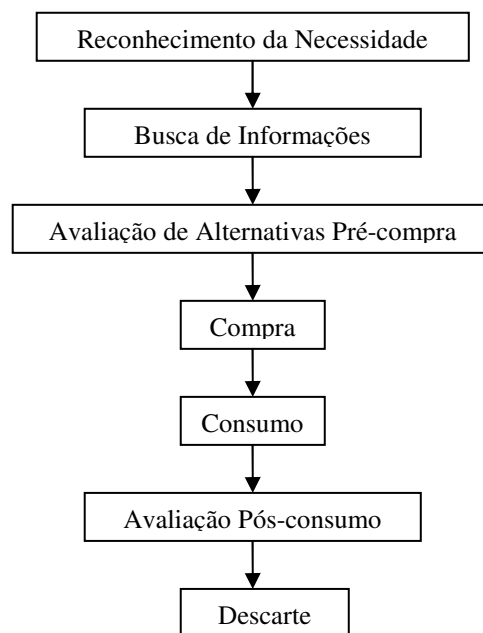 Reconhecimento da Necessidade
Busca de Informações
Avaliação de Alternativas Pré-compra
Compra
Consumo
Avaliação Pós-consumo
Descarte